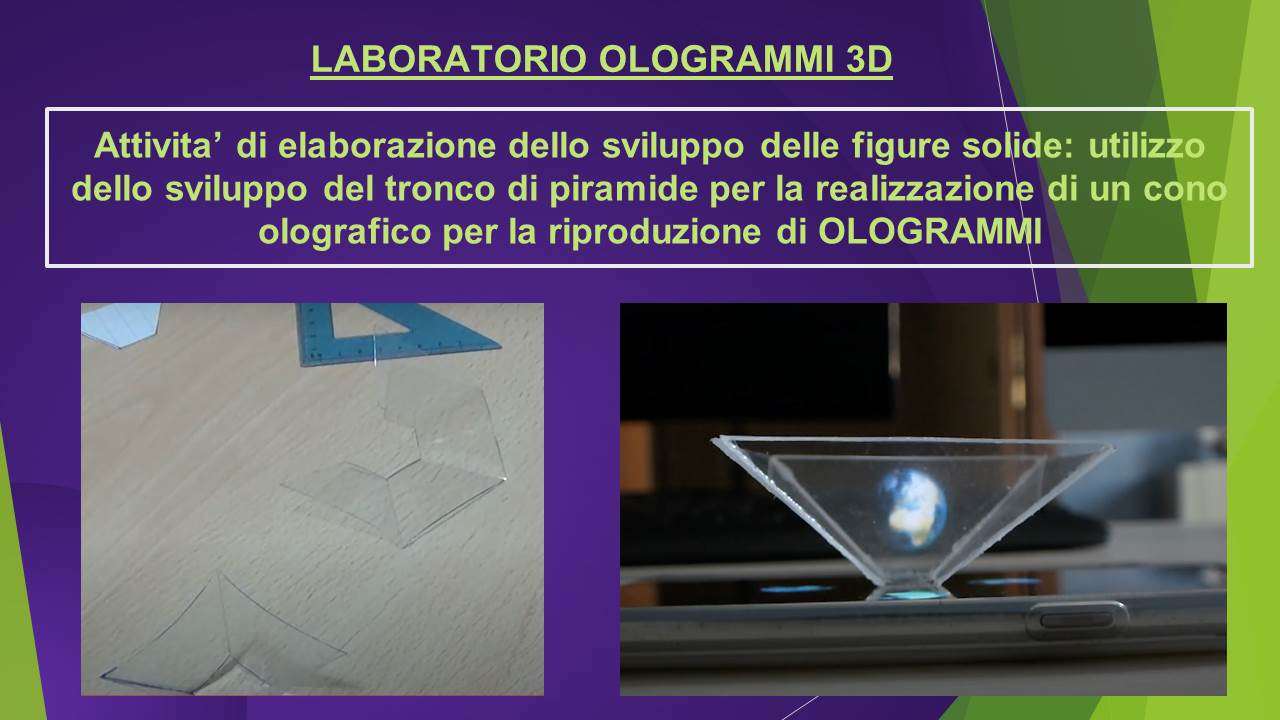 LABORATORIO OLOGRAMMI 3D
Attivita’ di elaborazione dello sviluppo delle figure solide: utilizzo
dello sviluppo del tronco di piramide per la realizzazione di un cono
olografico per la riproduzione di OLOGRAMMI